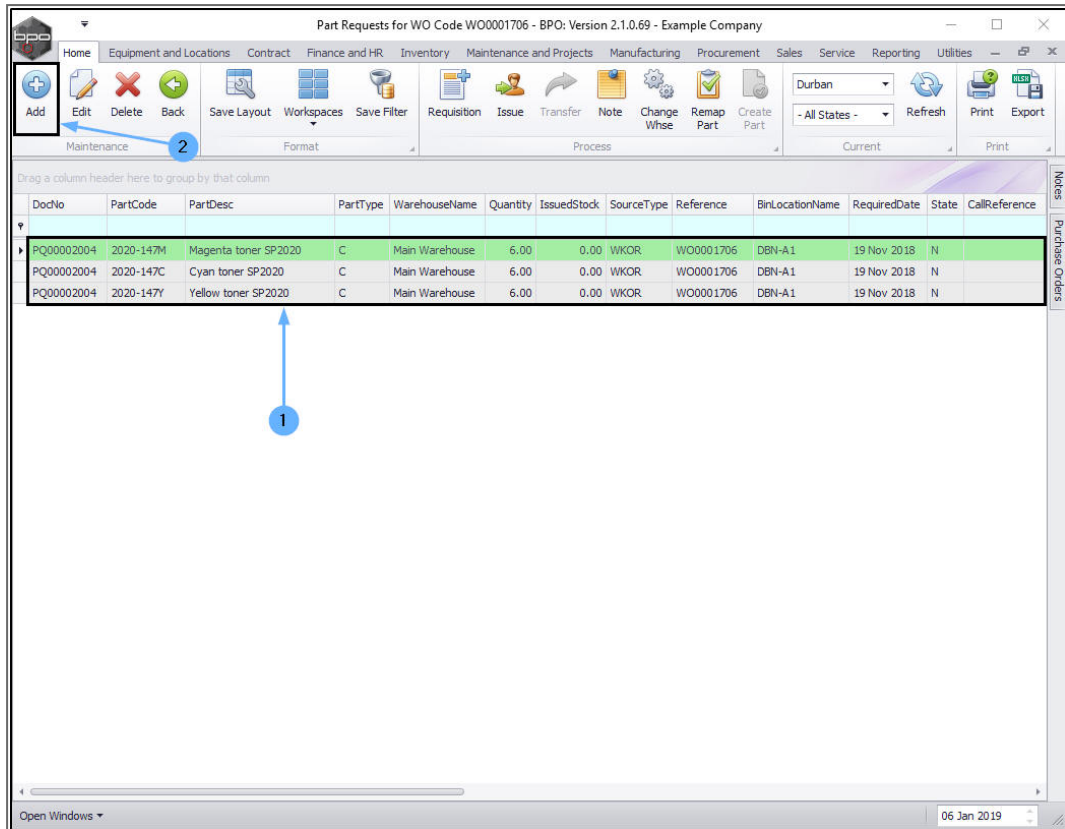 Part Requests for WO Code WO0001706 - BPO: Version 2.1.0.69 - Example Company
bpo
Home Equipment and Locations Contract Finance and HR Inventory Maintenance and Projects Manufacturing Procurement Sales Service Reporting Utilities
Add Edit Delete Back Save Layout Workspaces Save Filter Requisition Issue Transfer Note Change Whse Remap Part Create Part Durban - All States - Refresh Print Export
Maintenance Format Process Current Print
2
Drag a column header here to group by that column
DocNo PartCode PartDesc PartType WarehouseName Quantity IssuedStock SourceType Reference BinLocationName RequiredDate State CallReference
PQ00002004 2020-147M Magenta toner SP2020 C Main Warehouse 6.00 0.00 WKOR WO0001706 DBN-A1 19 Nov 2018 N
PQ00002004 2020-147C Cyan toner SP2020 C Main Warehouse 6.00 0.00 WKOR WO0001706 DBN-A1 19 Nov 2018 N
PQ00002004 2020-147Y Yellow toner SP2020 C Main Warehouse 6.00 0.00 WKOR WO0001706 DBN-A1 19 Nov 2018 N
Notes
Purchase Orders
1
Open Windows 06 Jan 2019